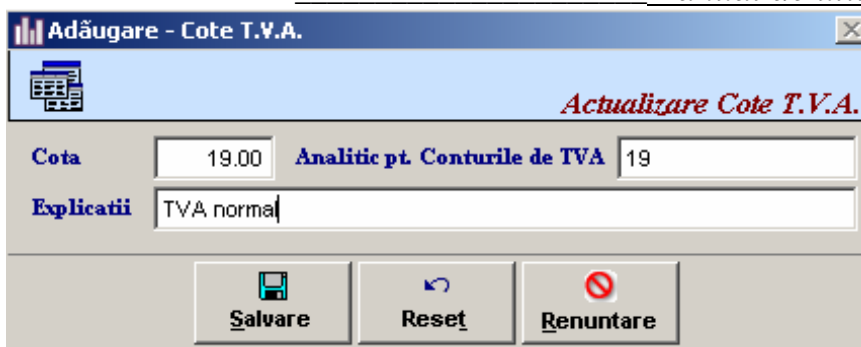 Adăugare - Cote T.V.A.
Actualizare Cote T.V.A.
Cota 19.00 Analitic pt. Conturile de TVA 19
Explicatii TVA normal
Salvare Reset Renuntare